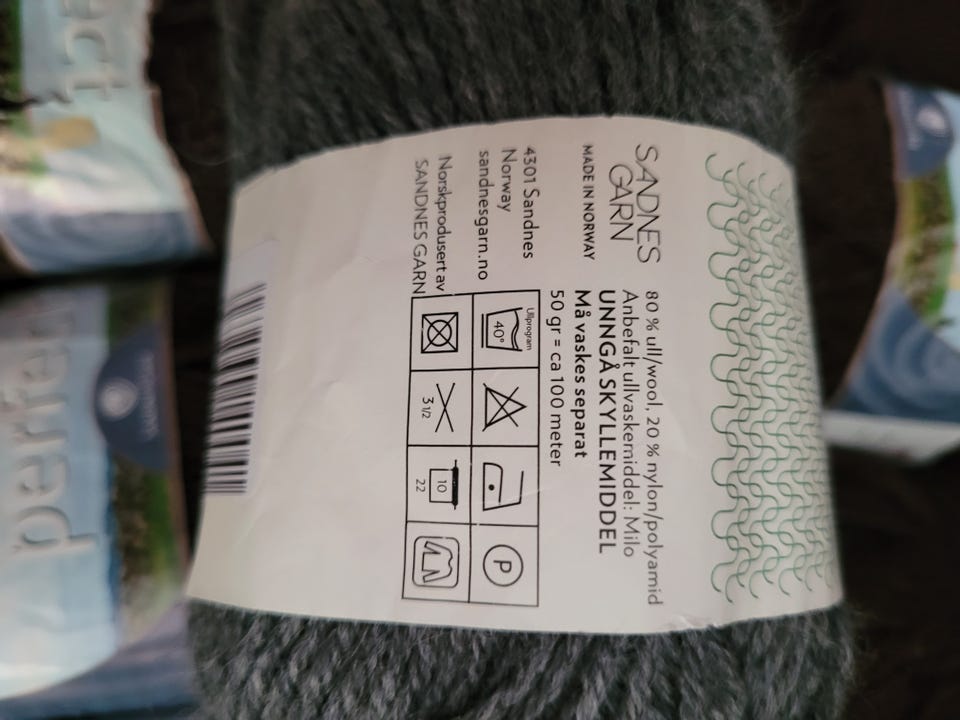 SANDNES
GARN
MADE IN NORWAY
4301 Sandnes
Norway
sandnesgarn.no
Norskprodusert av
SANDNES GARN
80 % ull/wool, 20 % nylon/polyamid
Anbefalt ullvaskemiddel: Milo
UNNGÅ SKYLLEMIDDEL
Må vaskes separat
50 gr = ca 100 meter
Ullprogram
40°
P
3 1/2
10
22
perfe